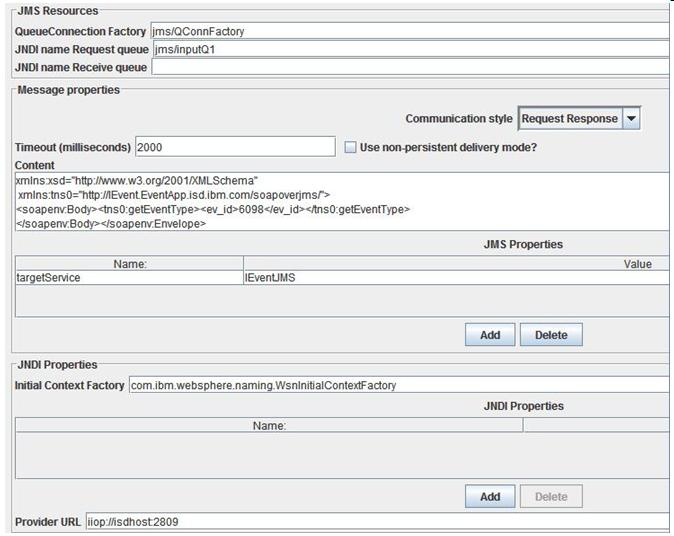 JMS Resources
QueueConnection Factory jms/QConnFactory
JNDI name Request queue jms/inputQ1
JNDI name Receive queue
Message properties
Communication style Request Response
Timeout (milliseconds) 2000 Use non-persistent delivery mode?
Content
xmlns:xsd="http://www.w3.org/2001/XMLSchema"
xmlns:tns0="http://IEvent.EventApp.isd.ibm.com/soapoverjms/">
<soapenv:Body><tns0:getEventType><ev_id>6098</ev_id></tns0:getEventType>
</soapenv:Body></soapenv:Envelope>
JMS Properties
Name: Value
targetService IEventJMS
Add Delete
JNDI Properties
Initial Context Factory com.ibm.websphere.naming.WsnInitialContextFactory
JNDI Properties
Name:
Add Delete
Provider URL iiop://isdhost:2809